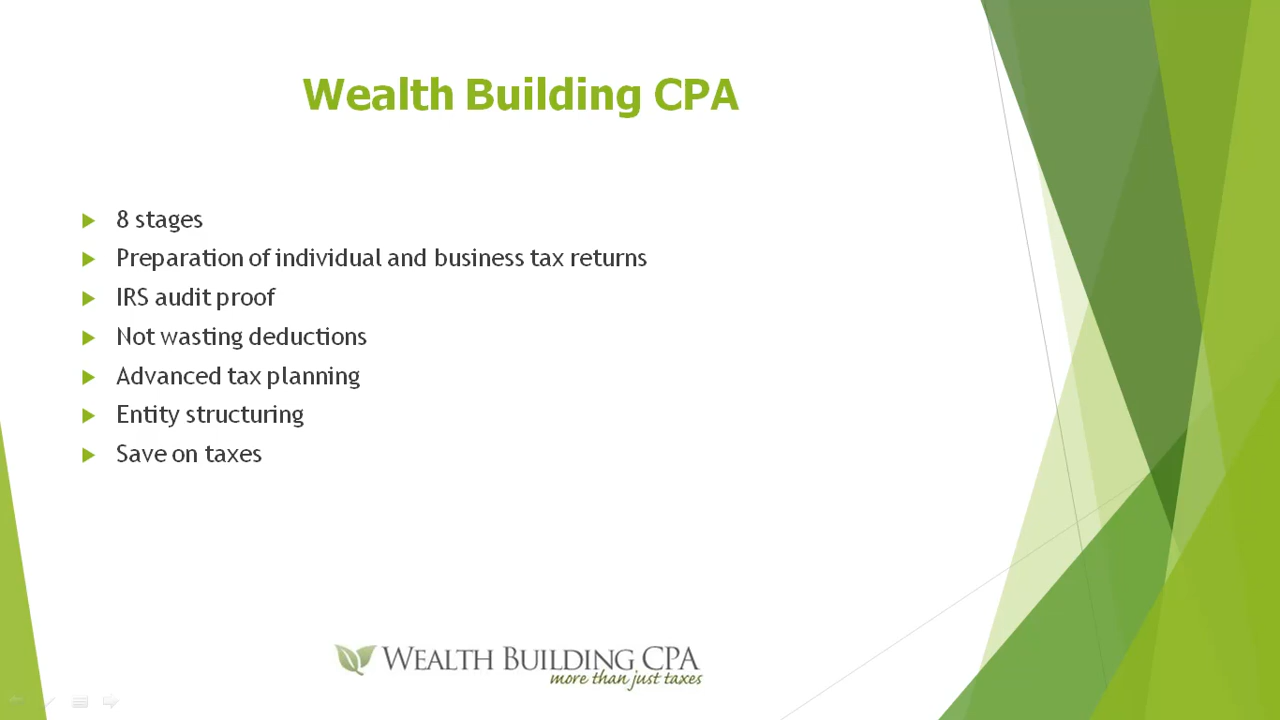 Wealth Building CPA
8 stages
Preparation of individual and business tax returns
IRS audit proof
Not wasting deductions
Advanced tax planning
Entity structuring
Save on taxes
WEALTH BUILDING CPA
more than just taxes